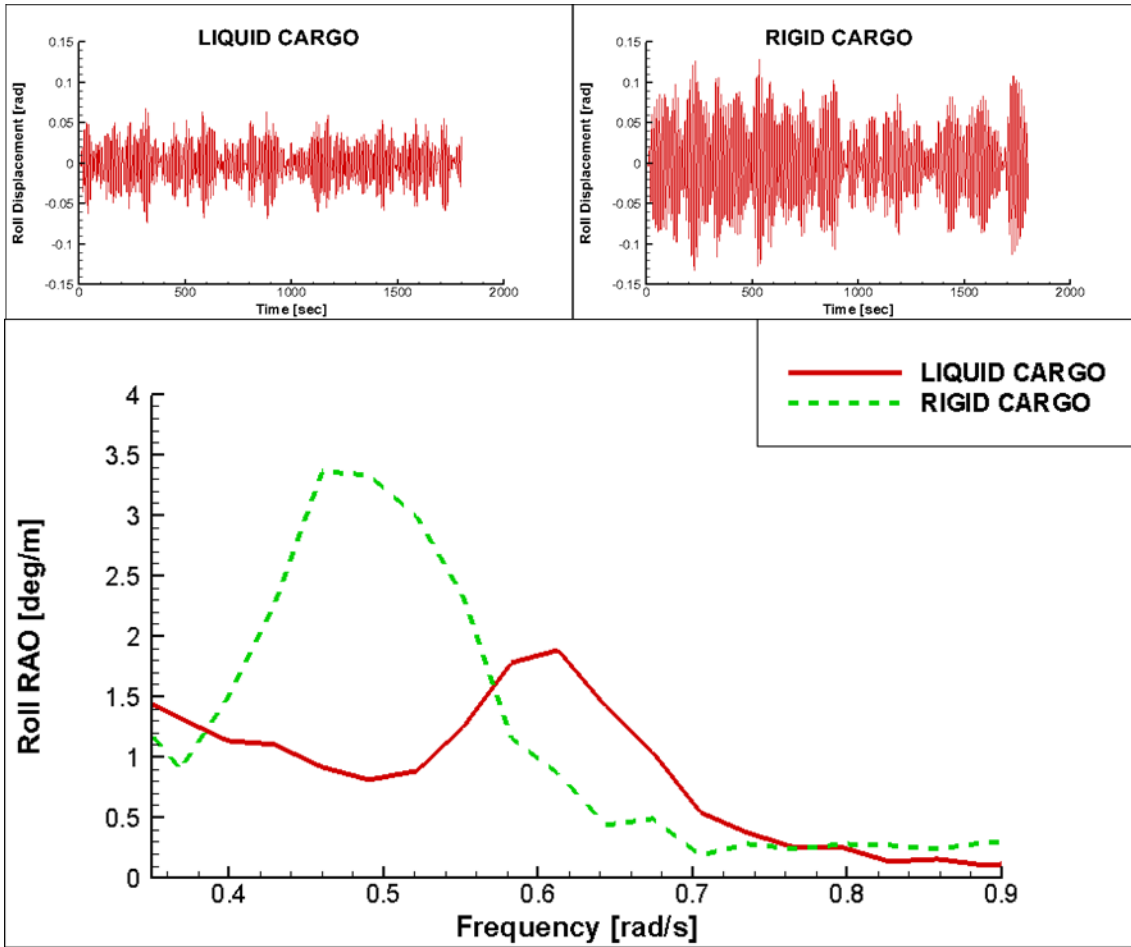 LIQUID CARGO
0.15
0.1
0.05
0
-0.05
-0.1
-0.15
Roll Displacement [rad]
0 500 1000 1500 2000
Time [sec]
RIGID CARGO
0.15
0.1
0.05
0
-0.05
-0.1
-0.15
Roll Displacement [rad]
0 500 1000 1500 2000
Time [sec]
LIQUID CARGO
RIGID CARGO
4
3.5
3
2.5
2
1.5
1
0.5
0
Roll RAO [deg/m]
0.4 0.5 0.6 0.7 0.8 0.9
Frequency [rad/s]